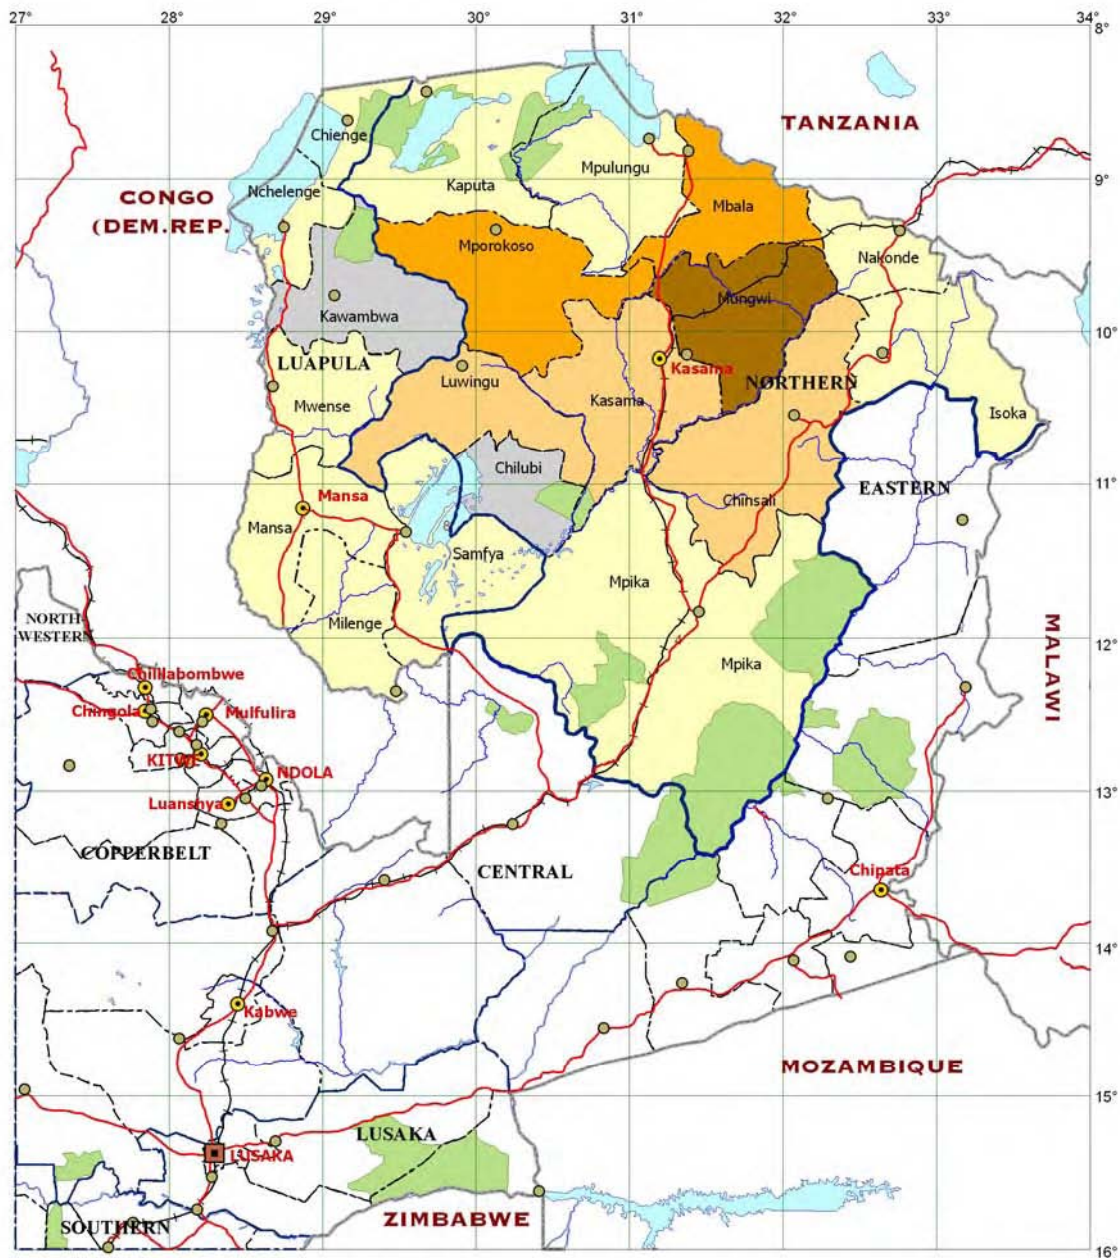 27° 28° 29° 30° 31° 32° 33° 34°
8°
TANZANIA
Chienge
Mpulungu
CONGO
(DEM.REP.
Nchelenge
Kaputa
9°
Mbala
Mporokoso
Nakonde
Mungwi
Kawambwa
10°
LUAPULA
Kasama
Luwingu
NORTHERN
Mwense
Kasama
Isoka
Chilubi
EASTERN
11°
Mansa
Chinsali
Mansa
8
Samfya
Mpika
Milenge
NORTH-
WESTERN
MALAWI
12°
Mpika
Chililabombwe
Chingola
Mulfulira
KITWE
NDOLA
13°
Luanshya
COPPERBELT
CENTRAL
Chipata
14°
Kabwe
MOZAMBIQUE
15°
LUSAKA
LUSAKA
ZIMBABWE
SOUTHERN
16°